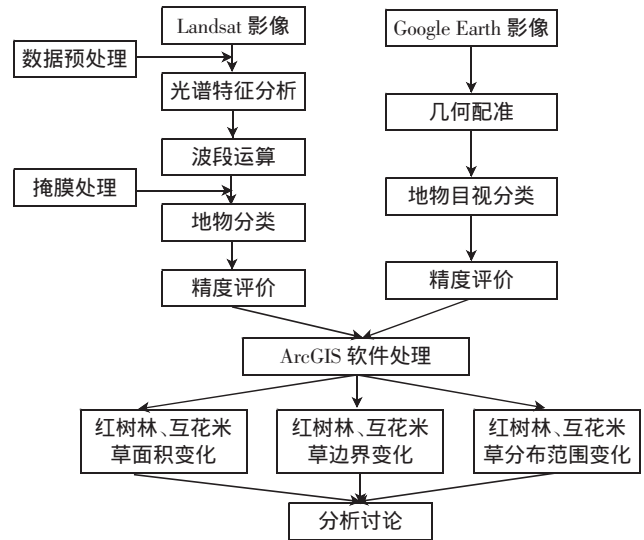 Landsat 影像
Google Earth 影像
数据预处理
光谱特征分析
几何配准
波段运算
掩膜处理
地物目视分类
地物分类
精度评价
精度评价
ArcGIS 软件处理
红树林、互花米
草面积变化
红树林、互花米
草边界变化
红树林、互花米
草分布范围变化
分析讨论